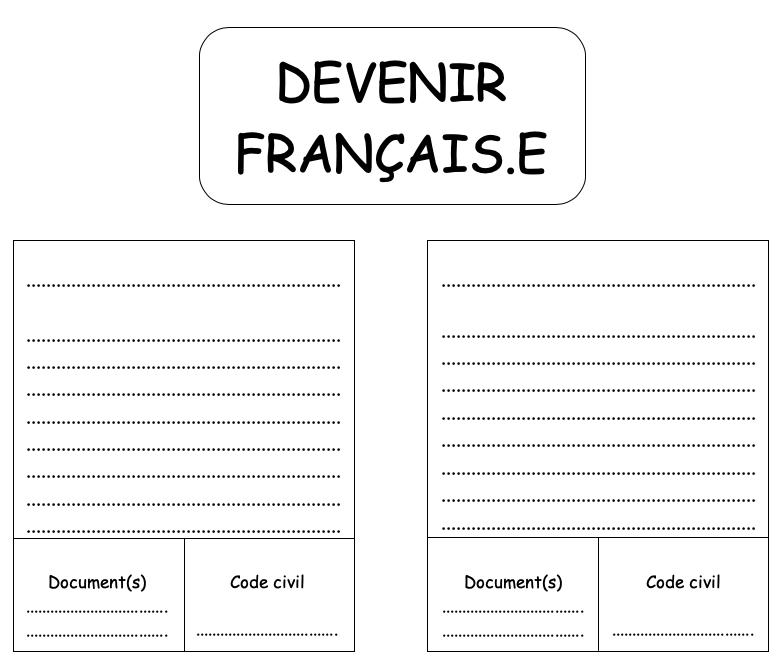 DEVENIR
FRANÇAIS.E
Document(s)
Code civil
Document(s)
Code civil